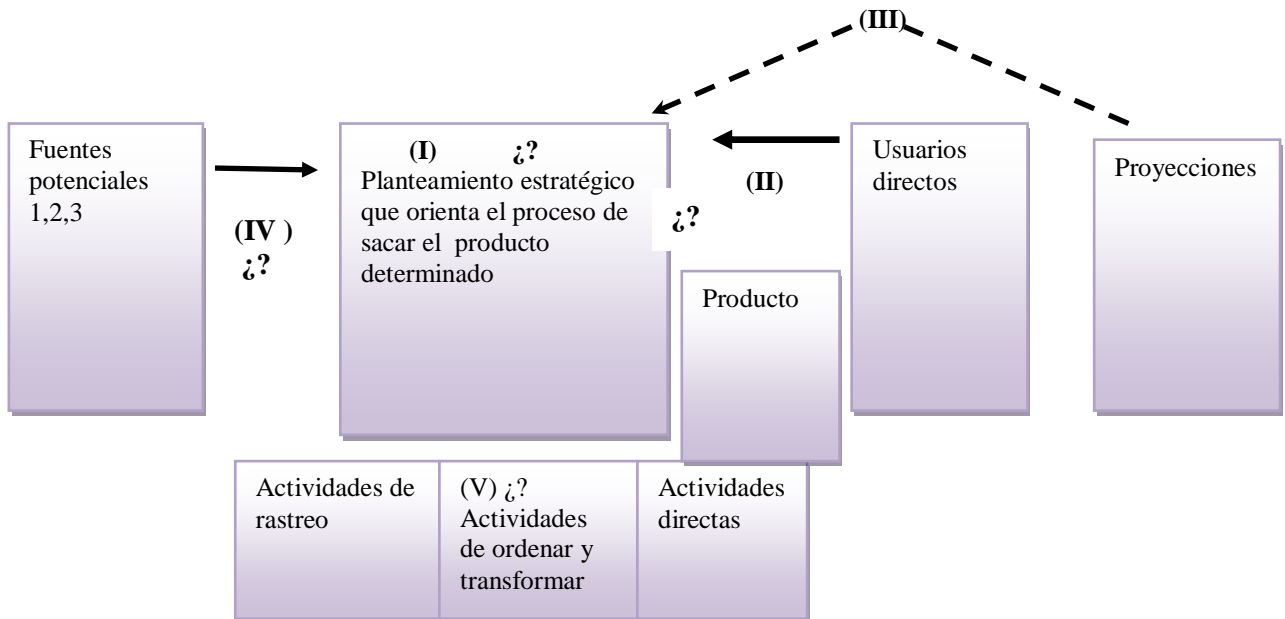 (III)
Fuentes
potenciales
1,2,3
(IV )
¿?
(I) ¿?
Planteamiento estratégico
que orienta el proceso de
sacar el producto
determinado
¿?
(II)
Usuarios
directos
Proyecciones
Producto
Actividades de
rastreo
(V) ¿?
Actividades
de ordenar y
transformar
Actividades
directas